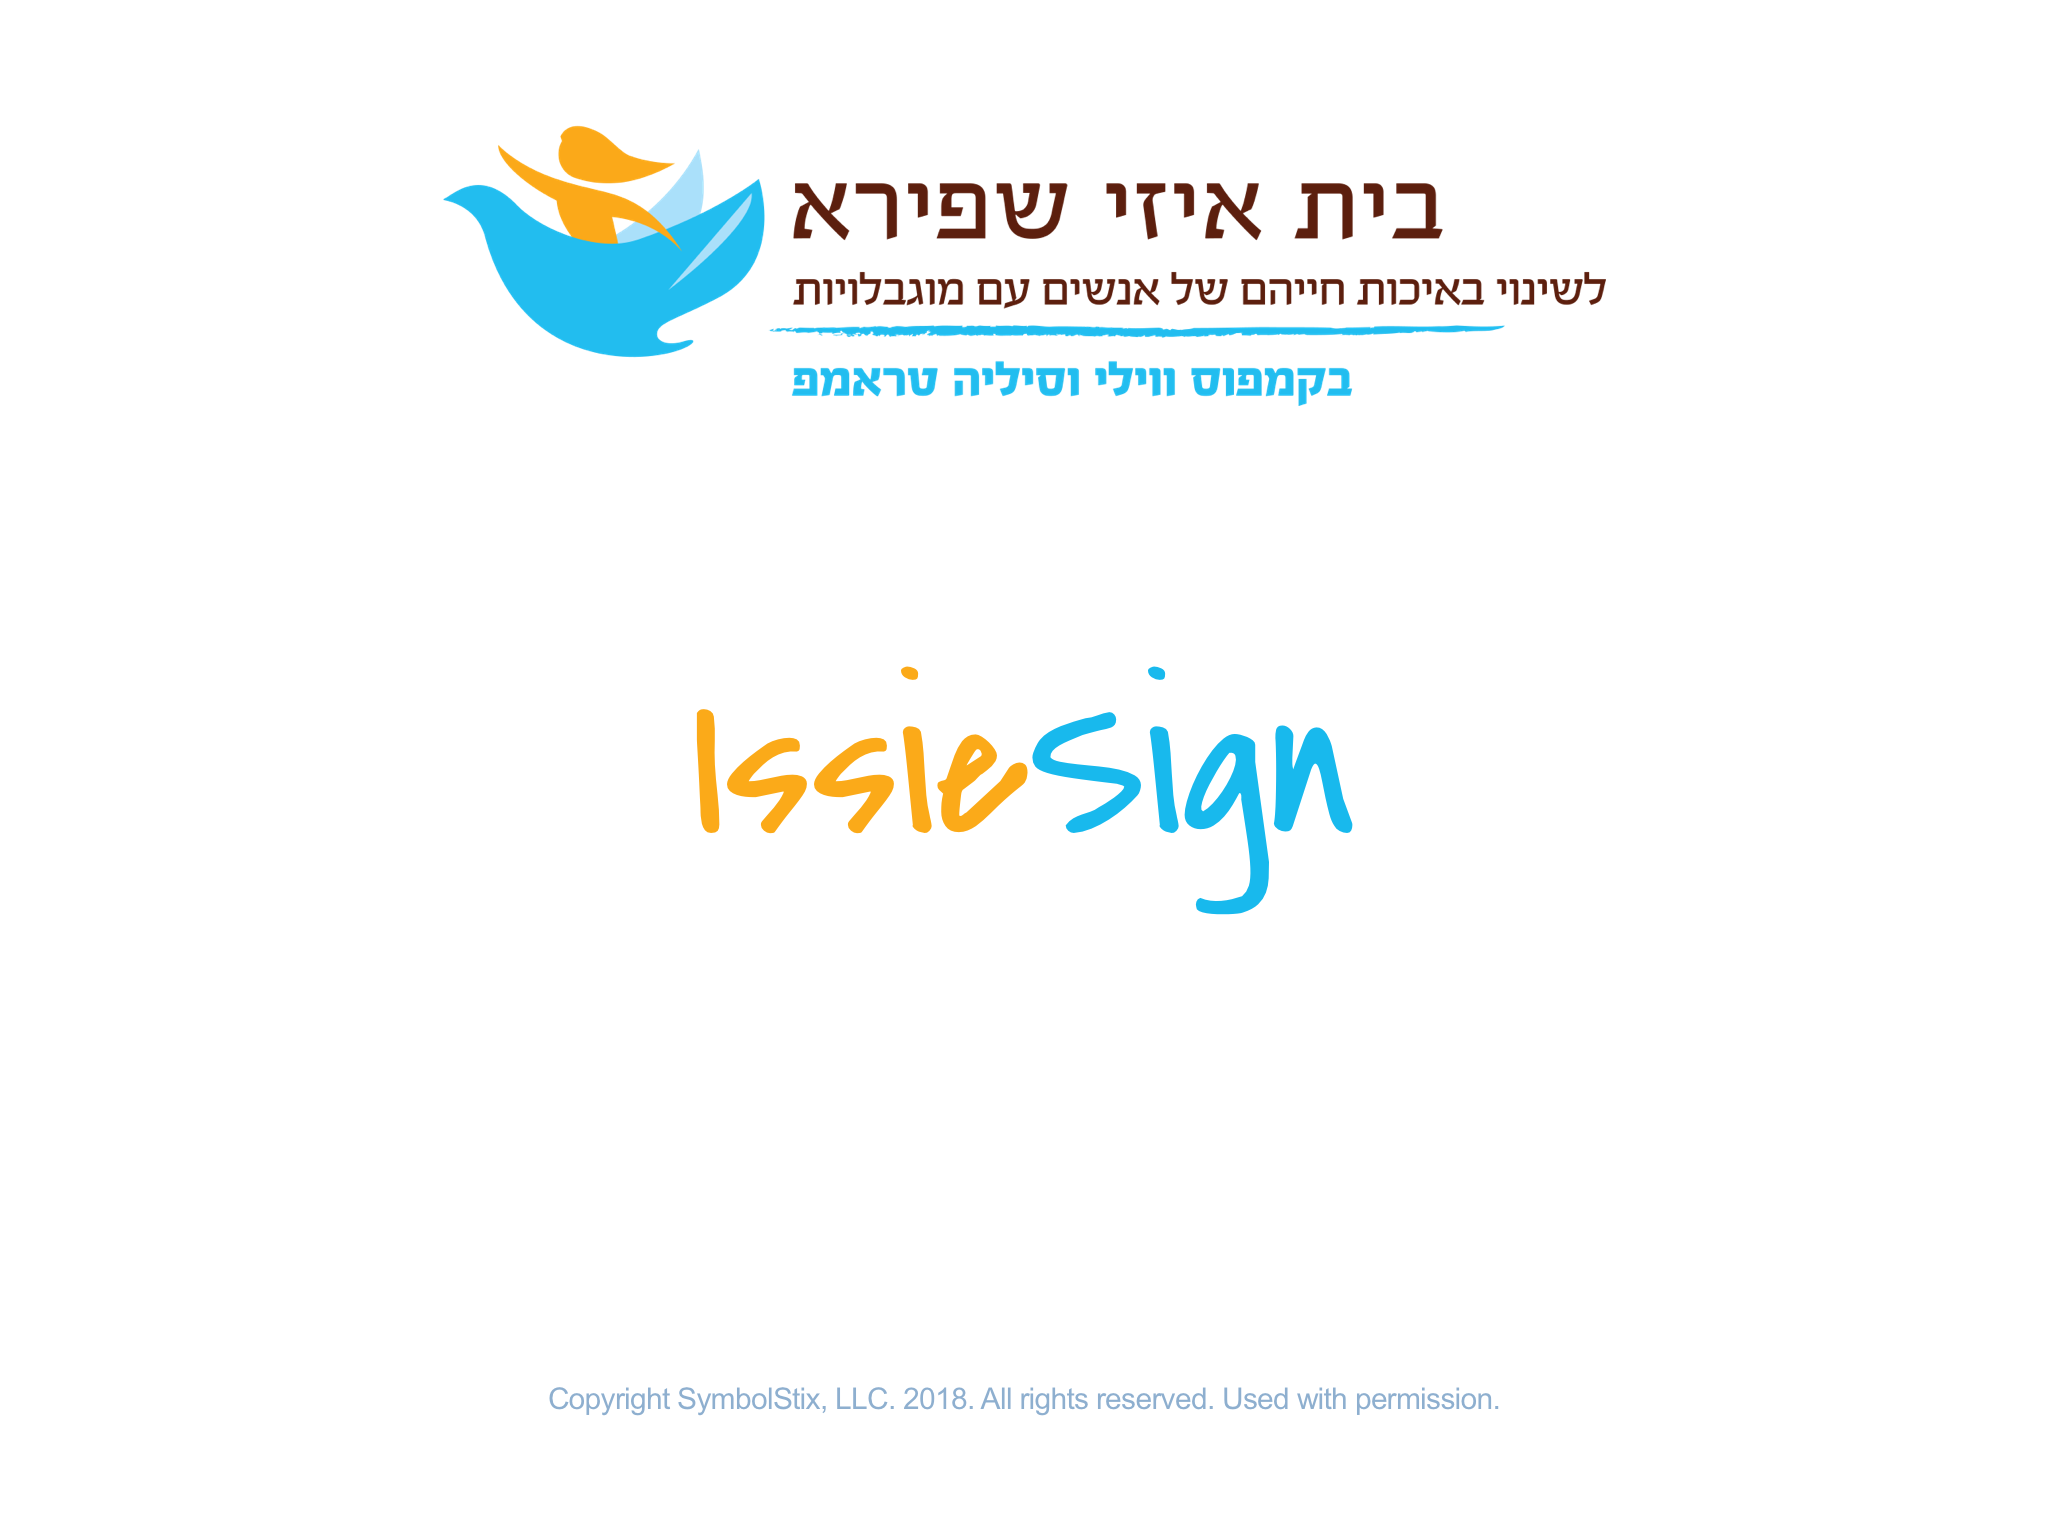 בית איזי שפירא
לשינוי באיכות חייהם של אנשים עם מוגבלויות
בקמפוס ווילי וסיליה טראמפ
IssieSign
Copyright SymbolStix, LLC. 2018. All rights reserved. Used with permission.